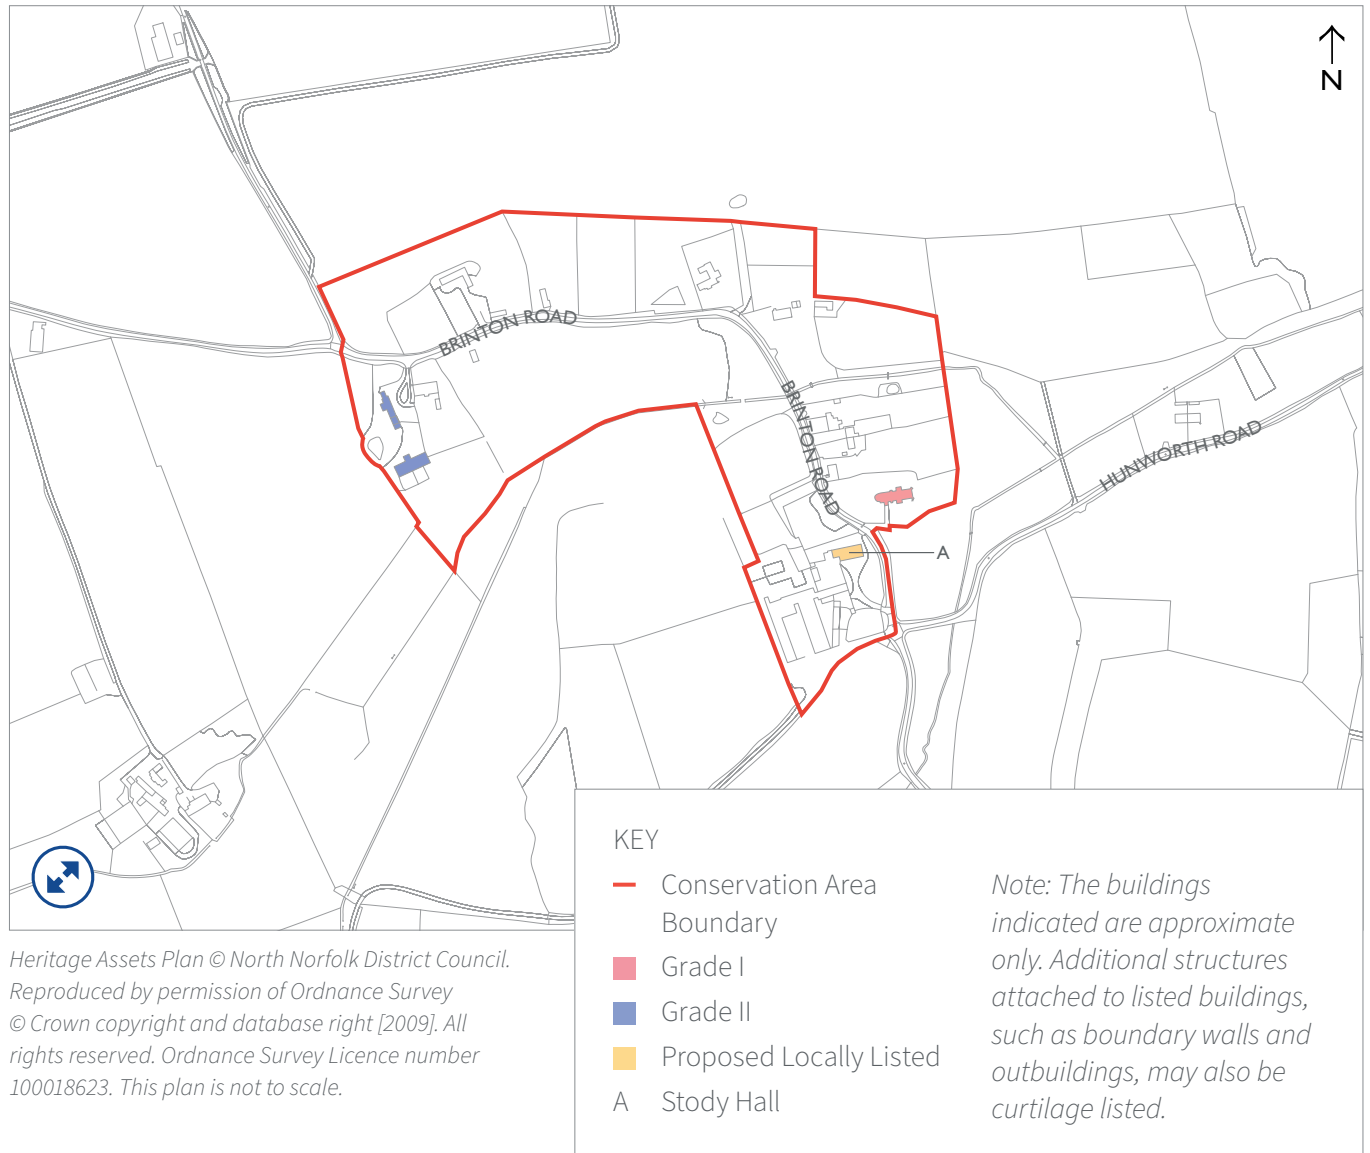 N
BRINTON ROAD
BRINTON ROAD
HUNWORTH ROAD
A
KEY
Conservation Area
Boundary
Grade I
Grade II
Proposed Locally Listed
A Stody Hall
Note: The buildings
indicated are approximate
only. Additional structures
attached to listed buildings,
such as boundary walls and
outbuildings, may also be
curtilage listed.
Heritage Assets Plan © North Norfolk District Council.
Reproduced by permission of Ordnance Survey
© Crown copyright and database right [2009]. All
rights reserved. Ordnance Survey Licence number
100018623. This plan is not to scale.